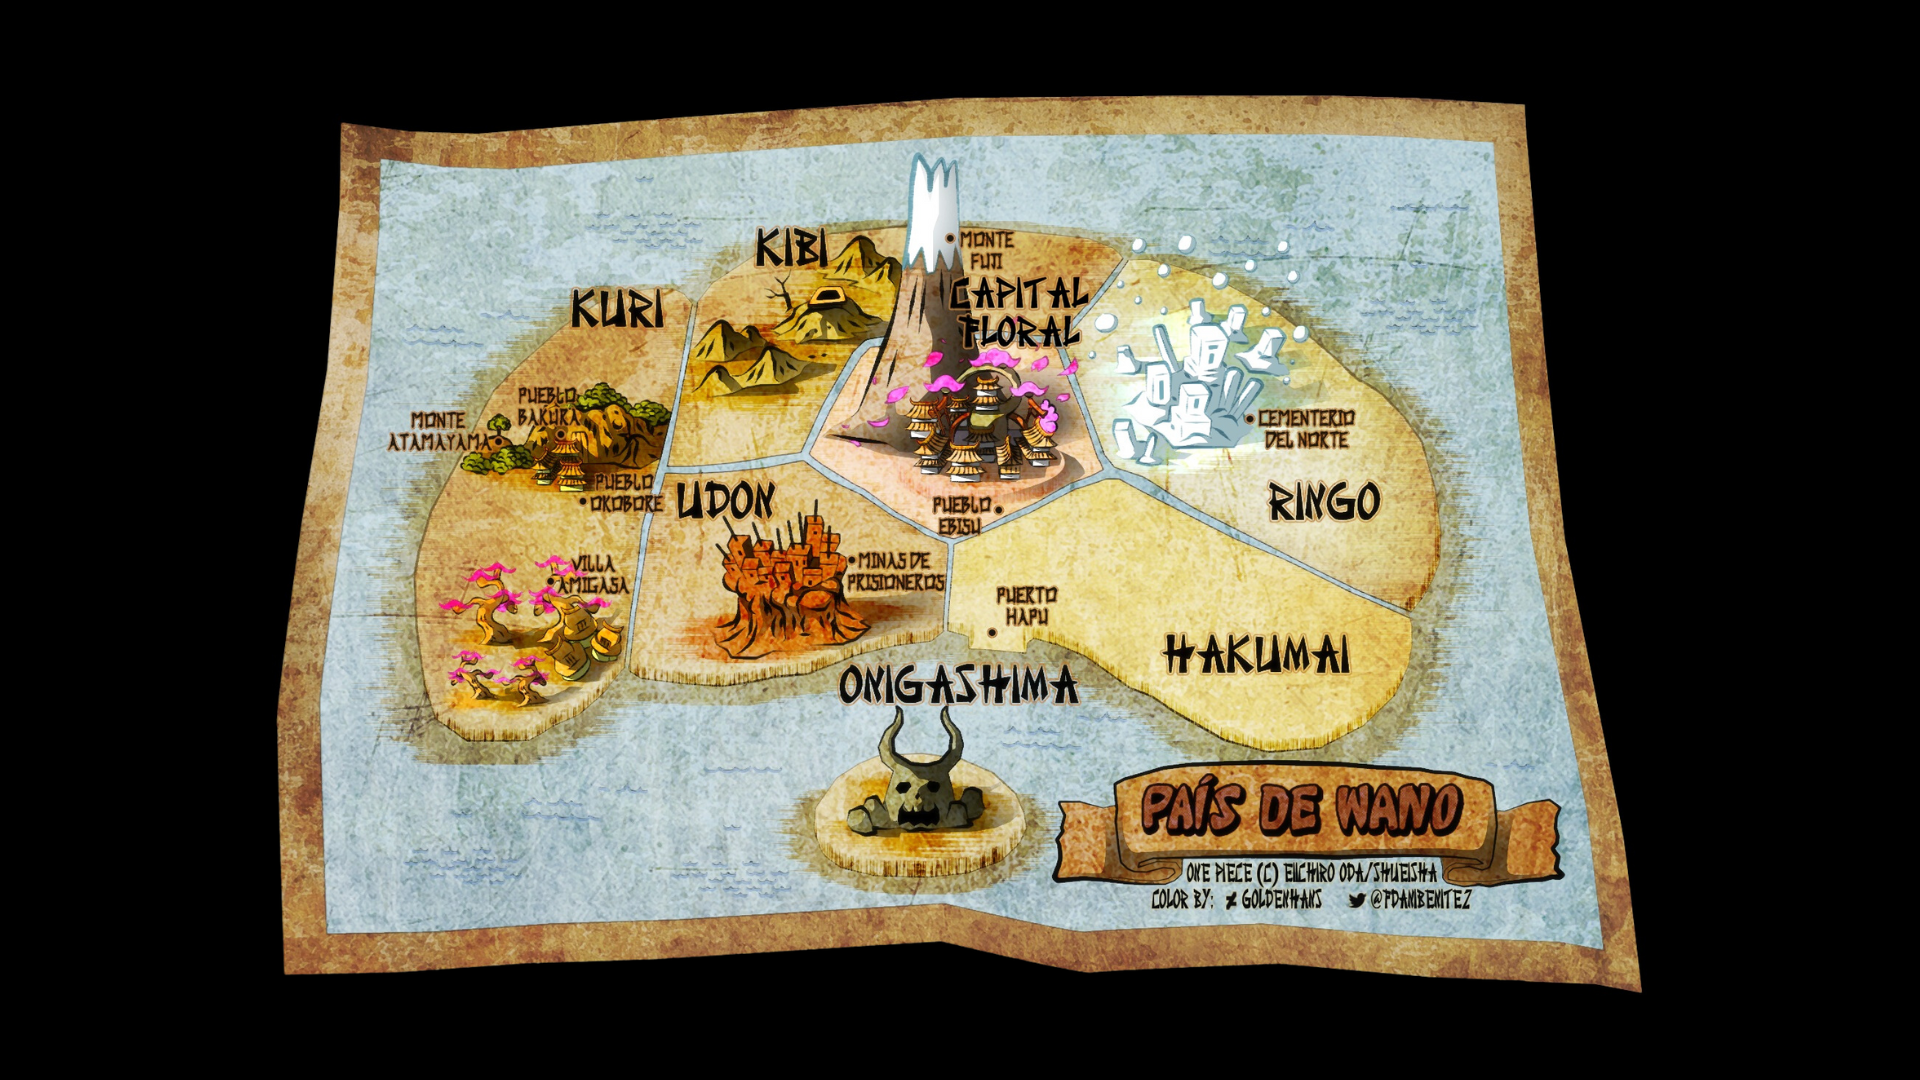 KIBI
MONTE
FUJI
CAPITAL
FLORAL
KURI
PUEBLO
BAKURA
MONTE
ATAMAYAMA
CEMENTERIO
DEL NORTE
PUEBLO
OKOBORE
UDON
RINGO
PUEBLO
EBISU
MINAS DE
PRISIONEROS
VILLA
AMIGASA
PUERTO
HAPU
HAKUMAI
ONIGASHIMA
PAÍS DE WANO
ONE PIECE (C) EIICHIRO ODA/SHUEISHA
COLOR BY: GOLDENHANS @FDANIBENITEZ